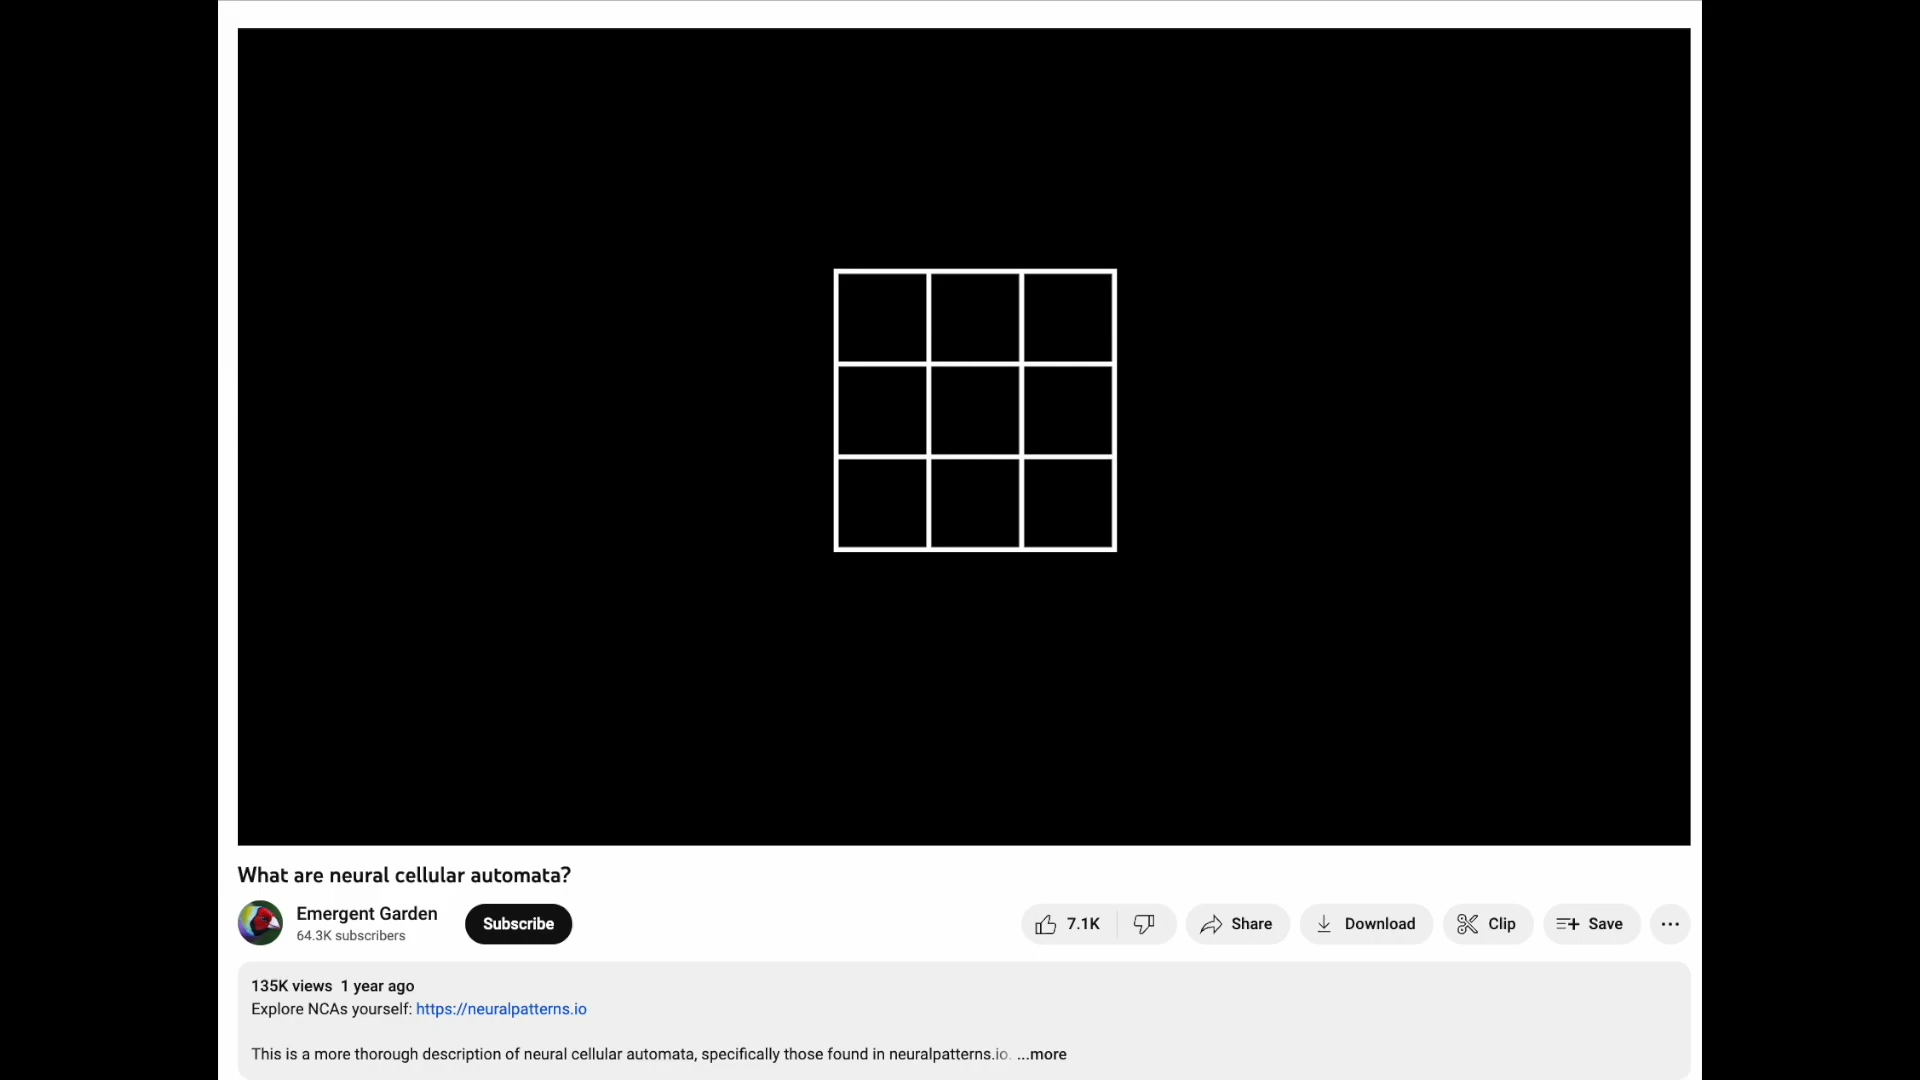 What are neural cellular automata?
Emergent Garden
64.3K subscribers
Subscribe
7.1K
Share
Download
Clip
Save
135K views 1 year ago
Explore NCAs yourself: https://neuralpatterns.io
This is a more thorough description of neural cellular automata, specifically those found in neuralpatterns.io. ...more